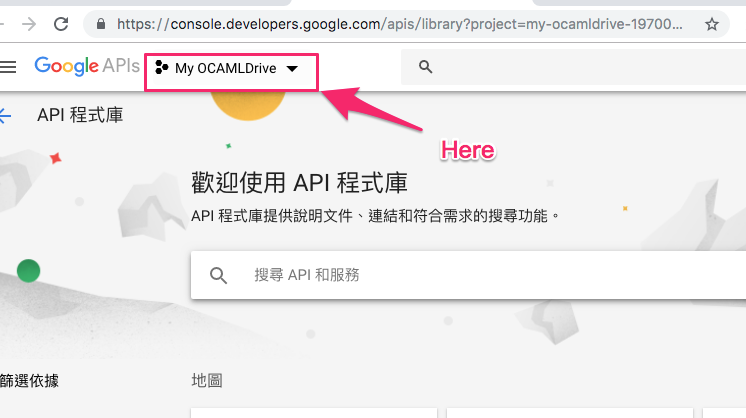 https://console.developers.google.com/apis/library?project=my-ocamldrive-19700...
Google APIs
My OCAMLDrive
API 程式庫
Here
歡迎使用 API 程式庫
API 程式庫提供說明文件、連結和符合需求的搜尋功能。
搜尋 API 和服務
篩選依據
地圖